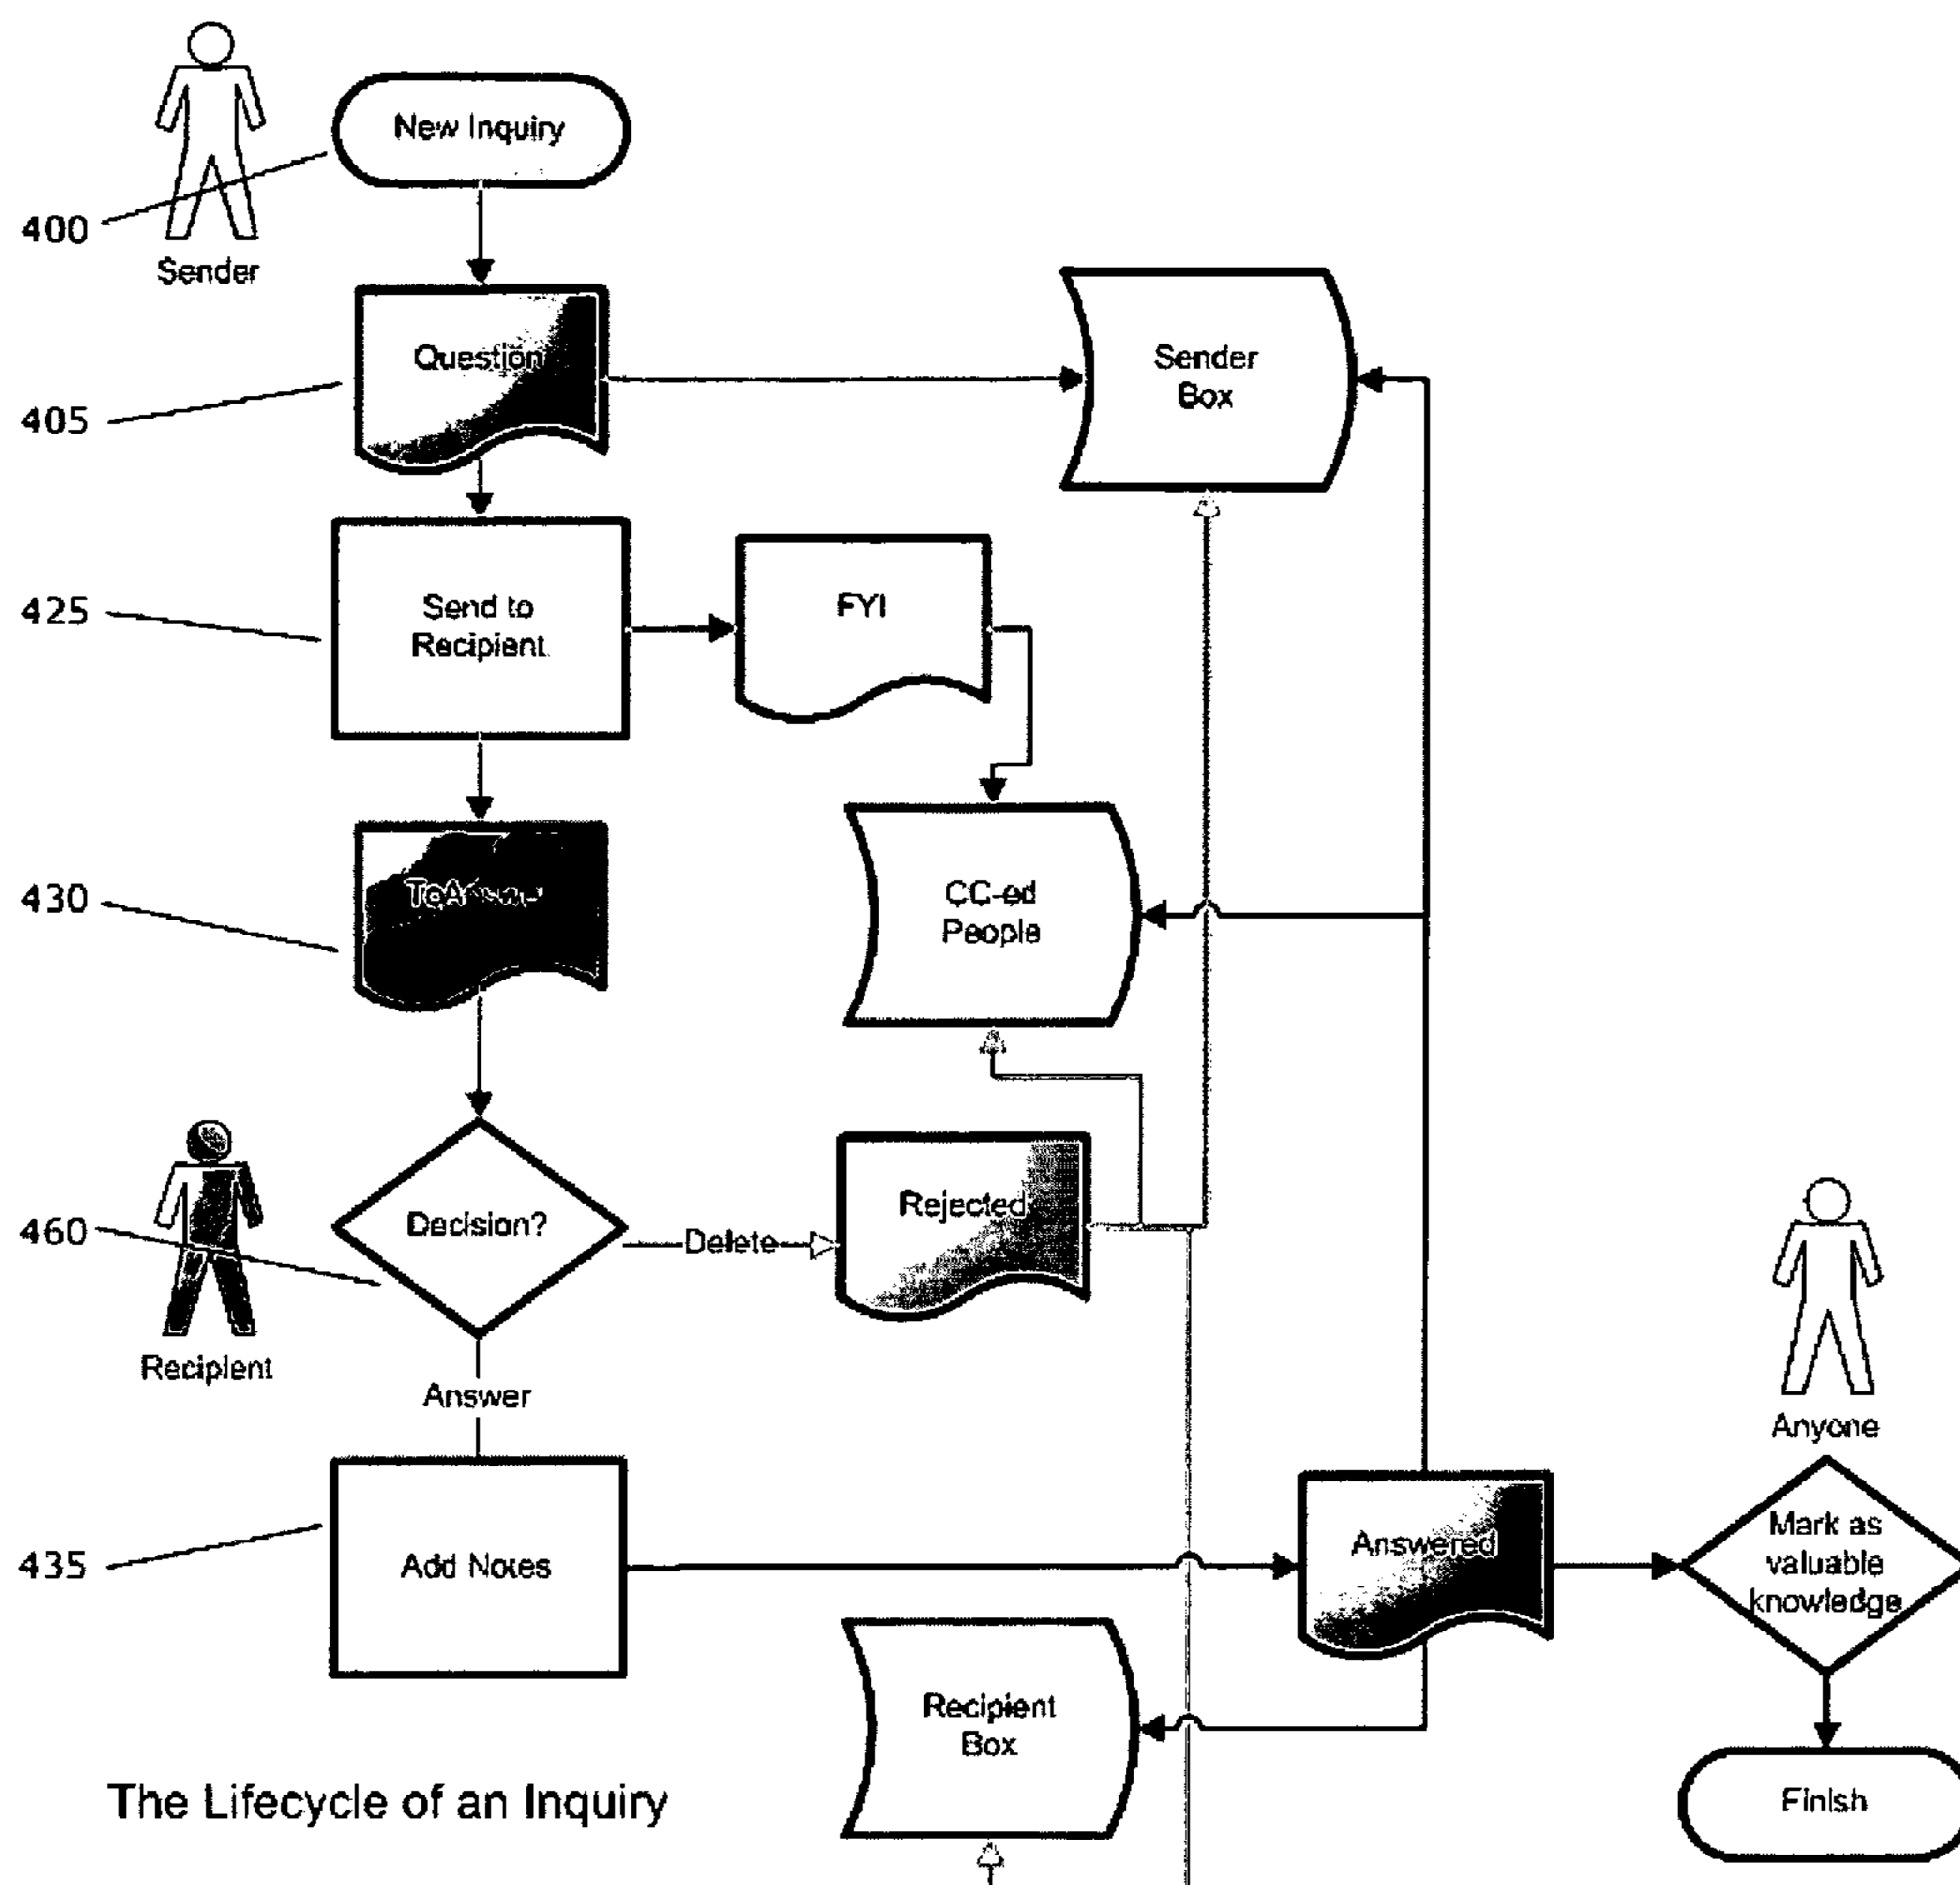 New Inquiry
400
Sender
Question
Sender
Box
405
Send to
Recipient
FYI
425
430
CC-ed
People
Decision?
Delete
Rejected
460
Recipient
Answer
Anyone
Mark as
valuable
knowledge
Answered
435
Add Notes
Recipient
Box
The Lifecycle of an Inquiry
Finish